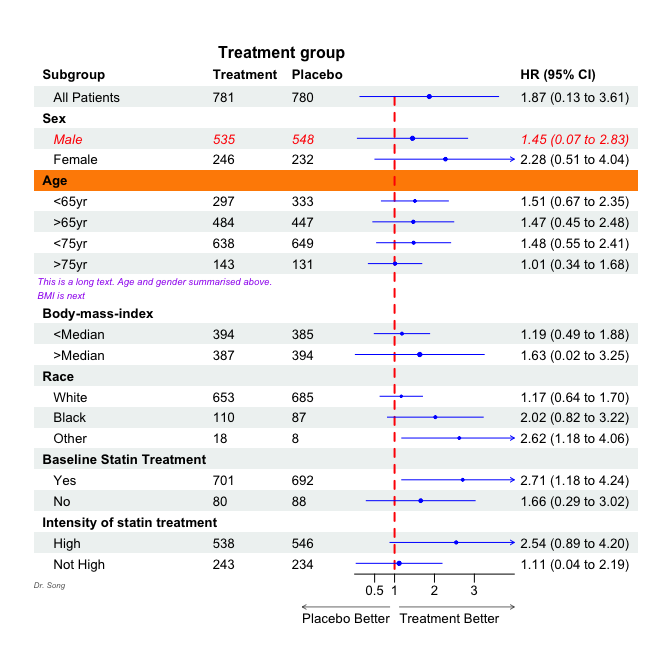 Treatment group
Subgroup Treatment Placebo HR (95% CI)
All Patients 781 780 1.87 (0.13 to 3.61)
Sex
Male 535 548 1.45 (0.07 to 2.83)
Female 246 232 2.28 (0.51 to 4.04)
Age
<65yr 297 333 1.51 (0.67 to 2.35)
>65yr 484 447 1.47 (0.45 to 2.48)
<75yr 638 649 1.48 (0.55 to 2.41)
>75yr 143 131 1.01 (0.34 to 1.68)
This is a long text. Age and gender summarised above.
BMI is next
Body-mass-index
<Median 394 385 1.19 (0.49 to 1.88)
>Median 387 394 1.63 (0.02 to 3.25)
Race
White 653 685 1.17 (0.64 to 1.70)
Black 110 87 2.02 (0.82 to 3.22)
Other 18 8 2.62 (1.18 to 4.06)
Baseline Statin Treatment
Yes 701 692 2.71 (1.18 to 4.24)
No 80 88 1.66 (0.29 to 3.02)
Intensity of statin treatment
High 538 546 2.54 (0.89 to 4.20)
Not High 243 234 1.11 (0.04 to 2.19)
Dr. Song 0.5 1 2 3
Placebo Better Treatment Better